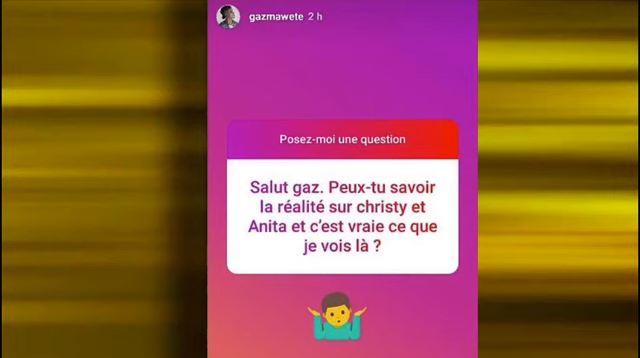 gazmawete 2 h
Posez-moi une question
Salut gaz. Peux-tu savoir
la réalité sur christy et
Anita et c’est vraie ce que
je vois là ?